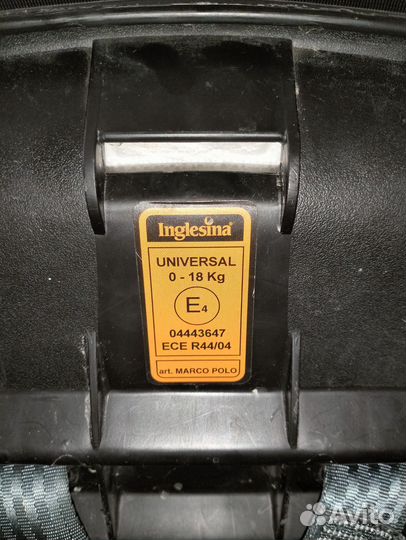 Inglesina
UNIVERSAL
0 - 18 Kg
E4
04443647
ECE R44/04
art. MARCO POLO
Avito